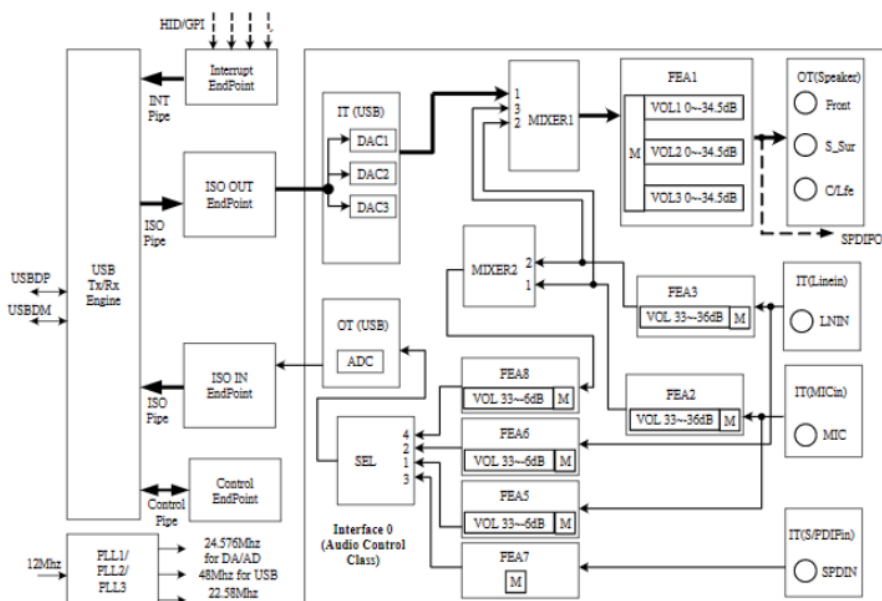 HID/GPI
Interrupt
EndPoint
INT
Pipe
ISO OUT
EndPoint
ISO
Pipe
USB
Tx/Rx
Engine
USBDP
USBDM
ISO IN
EndPoint
ISO
Pipe
Control
EndPoint
Control
Pipe
12Mhz
PLL1/
PLL2/
PLL3
24.576Mhz
for DA/AD
48Mhz for USB
22.58Mhz
IT (USB)
DAC1
DAC2
DAC3
OT (USB)
ADC
SEL
4
2
1
3
Interface 0
(Audio Control
Class)
1
3
2
MIXER1
MIXER2
2
1
FEA1
M
VOL1 0~-34.5dB
VOL2 0~-34.5dB
VOL3 0~-34.5dB
OT(Speaker)
Front
S_Sur
C/Lfe
SPDIFO
FEA3
VOL 33~-36dB
M
IT(Linein)
LNIN
FEA8
VOL 33~-6dB
M
FEA2
VOL 33~-36dB
M
IT(MICin)
MIC
FEA6
VOL 33~-6dB
M
FEA5
VOL 33~-6dB
M
FEA7
M
IT(S/PDIFin)
SPDIN